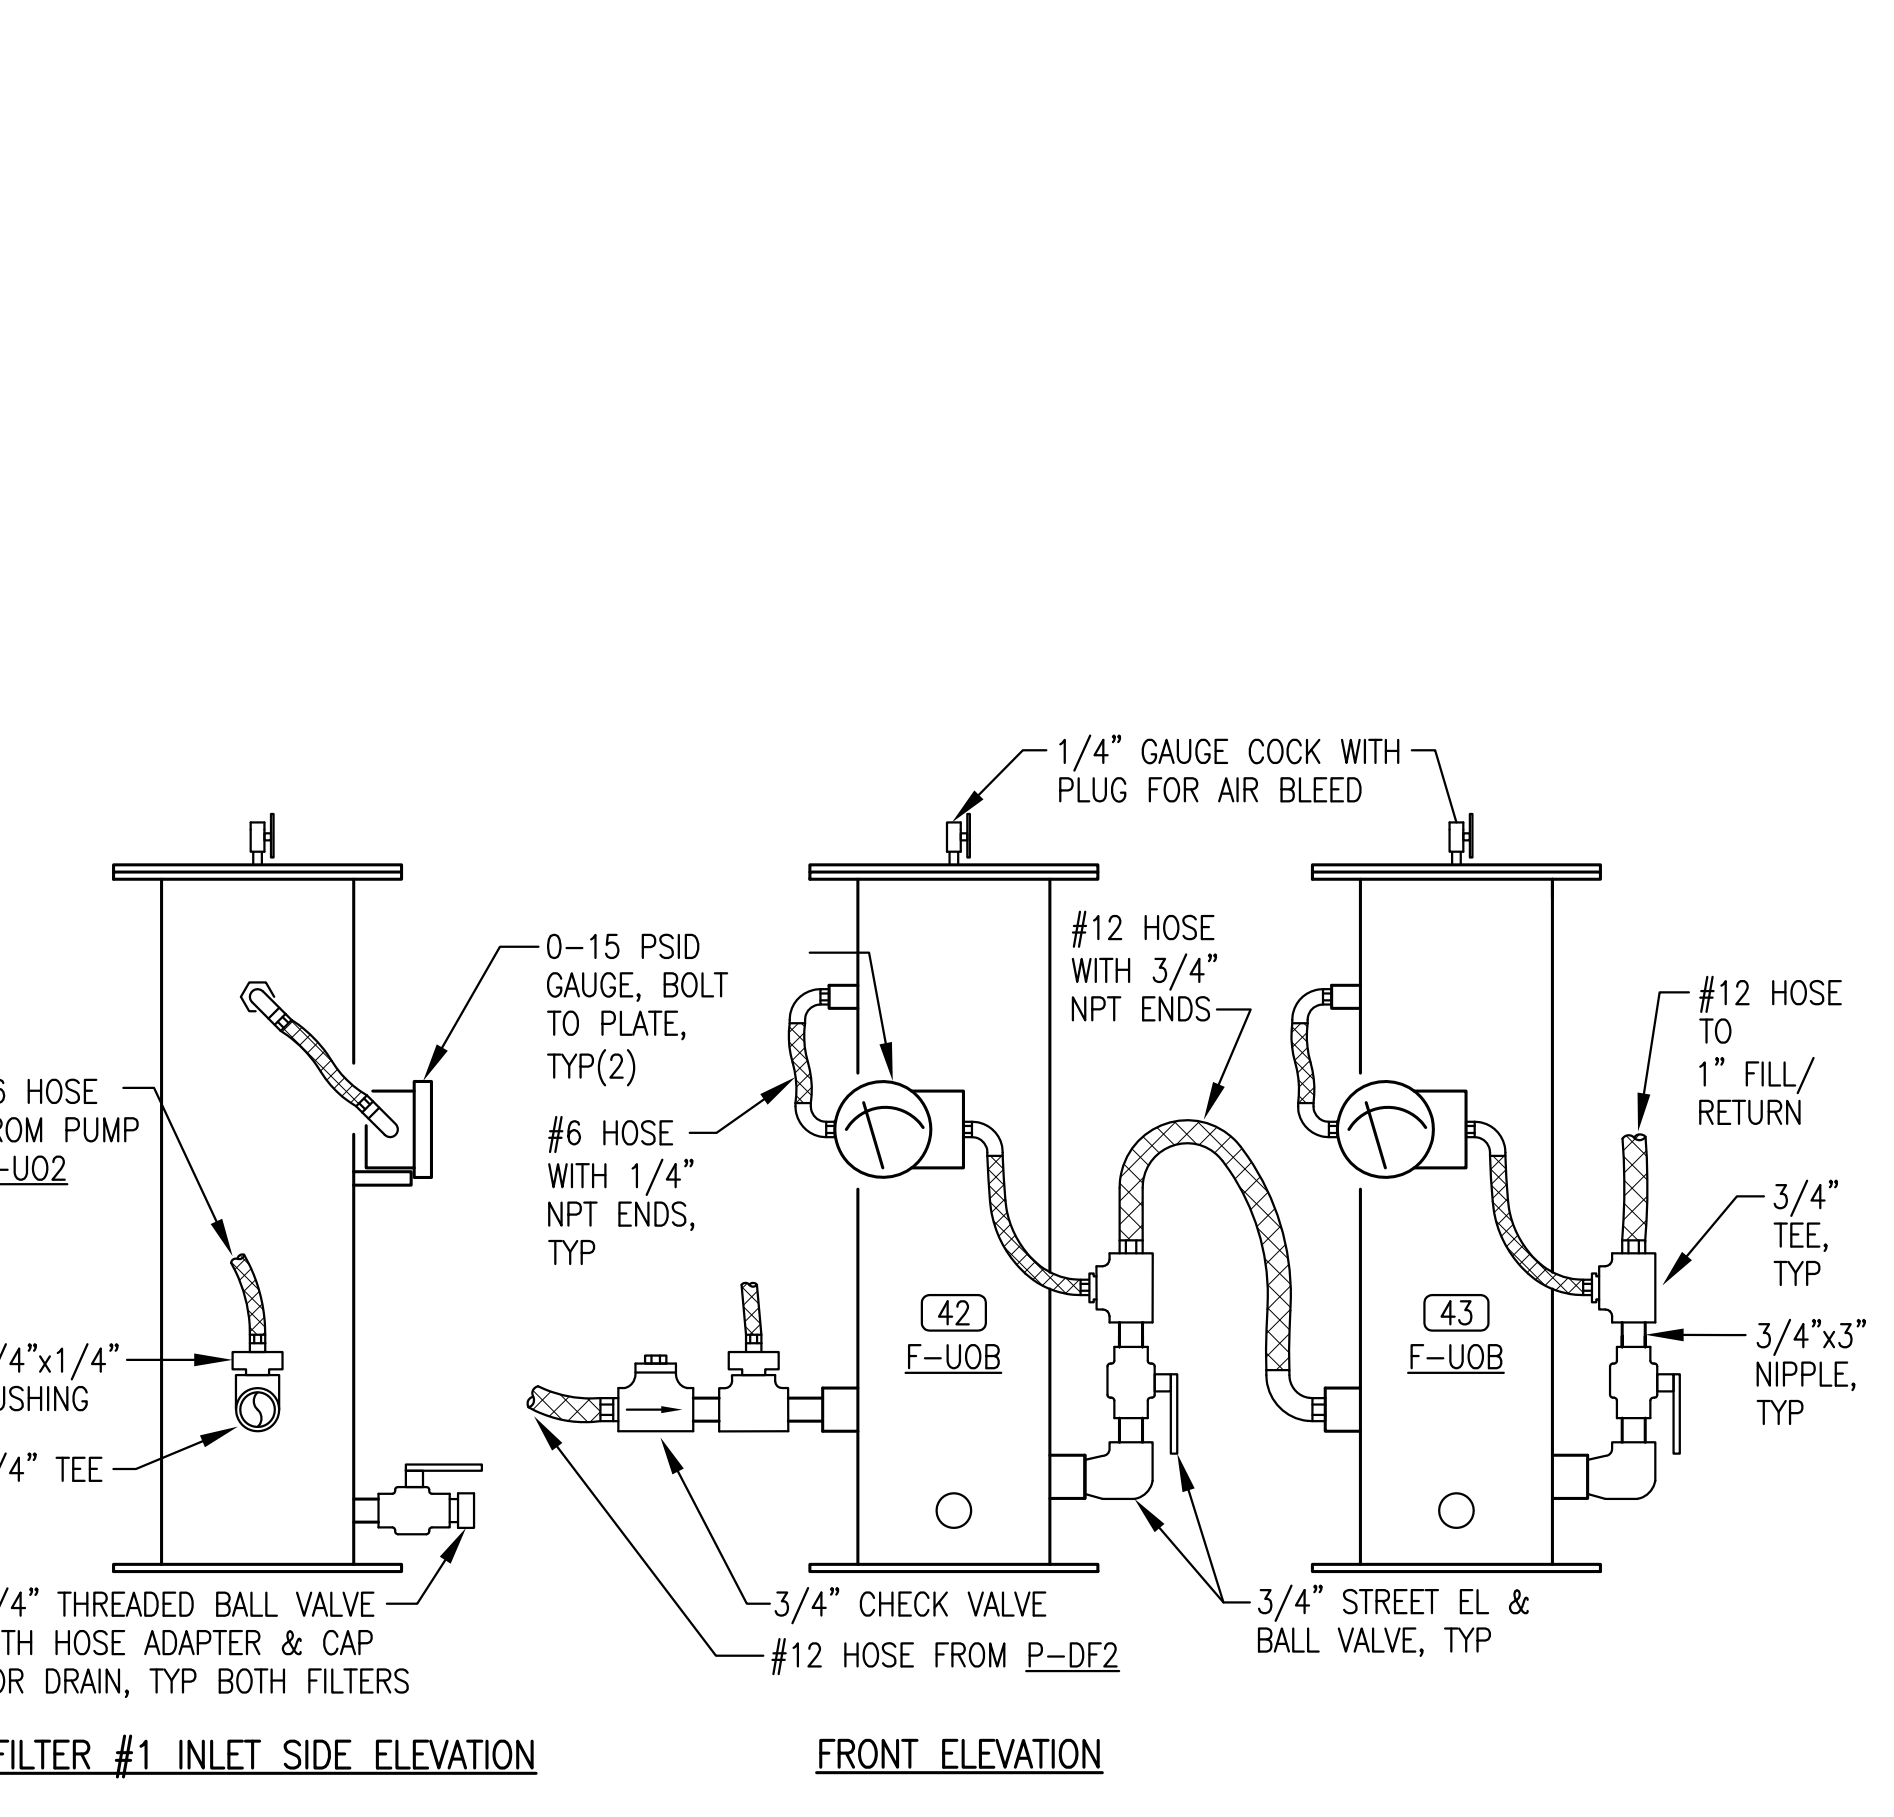 1/4” GAUGE COCK WITH
PLUG FOR AIR BLEED
0-15 PSID
GAUGE, BOLT
TO PLATE,
TYP(2)
#12 HOSE
WITH 3/4”
NPT ENDS
#12 HOSE
TO
1” FILL/
RETURN
6 HOSE
ROM PUMP
-UO2
#6 HOSE
WITH 1/4”
NPT ENDS,
TYP
3/4”
TEE,
TYP
42
F-UOB
43
F-UOB
3/4”x3”
NIPPLE,
TYP
/4”x1/4”
USHING
/4” TEE
/4” THREADED BALL VALVE
TH HOSE ADAPTER & CAP
OR DRAIN, TYP BOTH FILTERS
3/4” CHECK VALVE
#12 HOSE FROM P-DF2
3/4” STREET EL &
BALL VALVE, TYP
FILTER #1 INLET SIDE ELEVATION
FRONT ELEVATION